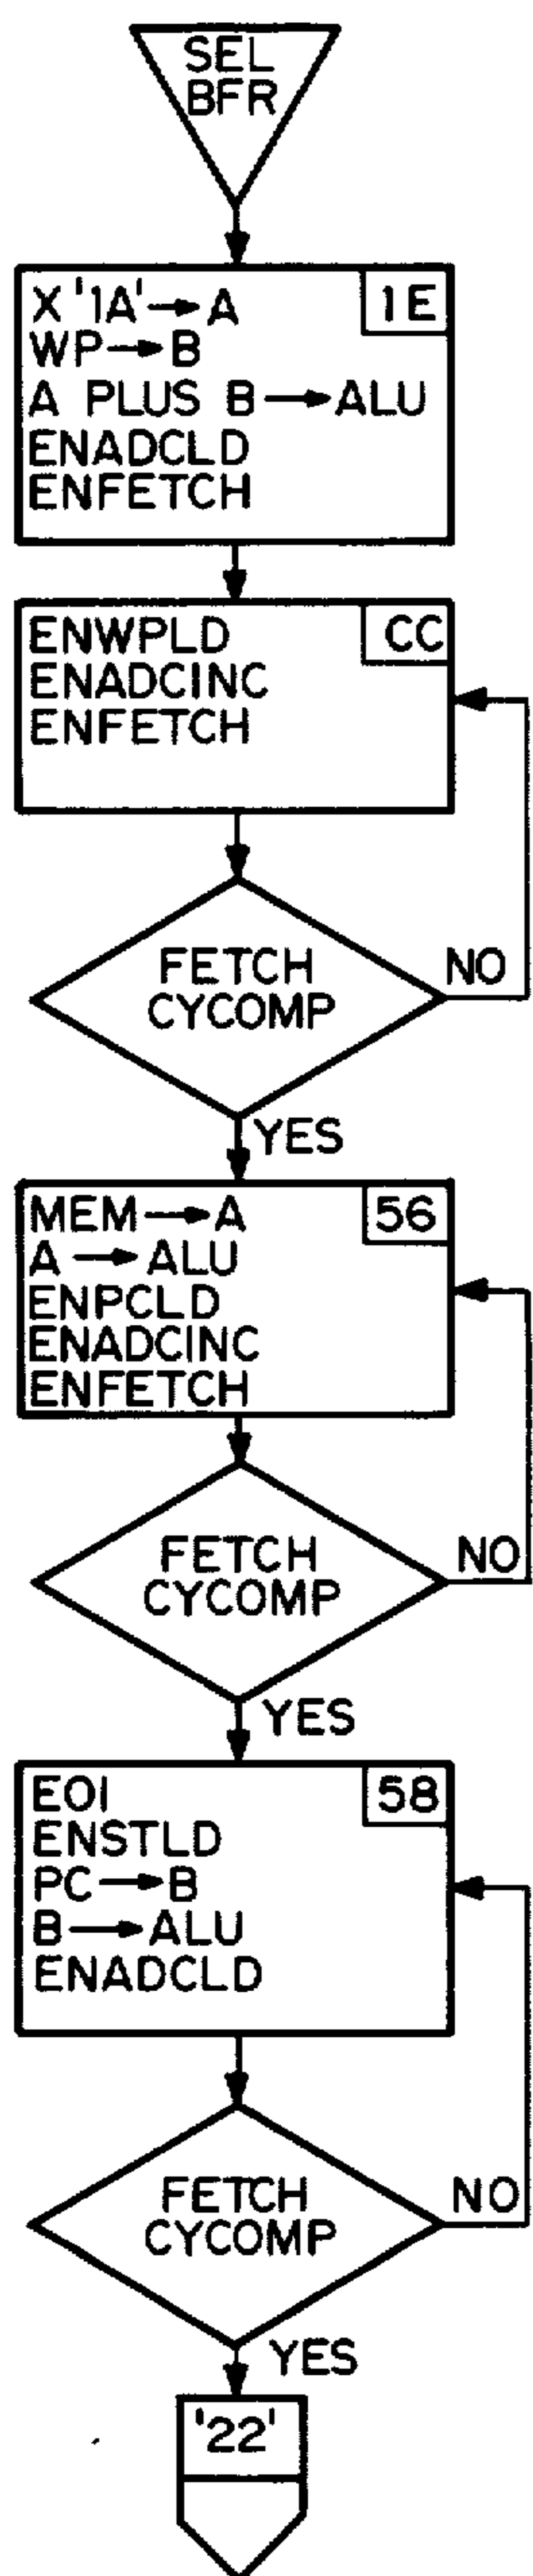 SEL
BFR
X'1A'→A
1E
WP→B
A PLUS B→ALU
ENADCLD
ENFETCH
ENWPLD
CC
ENADCINC
ENFETCH
FETCH
CYCOMP
NO
YES
MEM→A
56
A→ALU
ENPCLD
ENADCINC
ENFETCH
FETCH
CYCOMP
NO
YES
EOI
58
ENSTLD
PC→B
B→ALU
ENADCLD
FETCH
CYCOMP
NO
YES
'22'